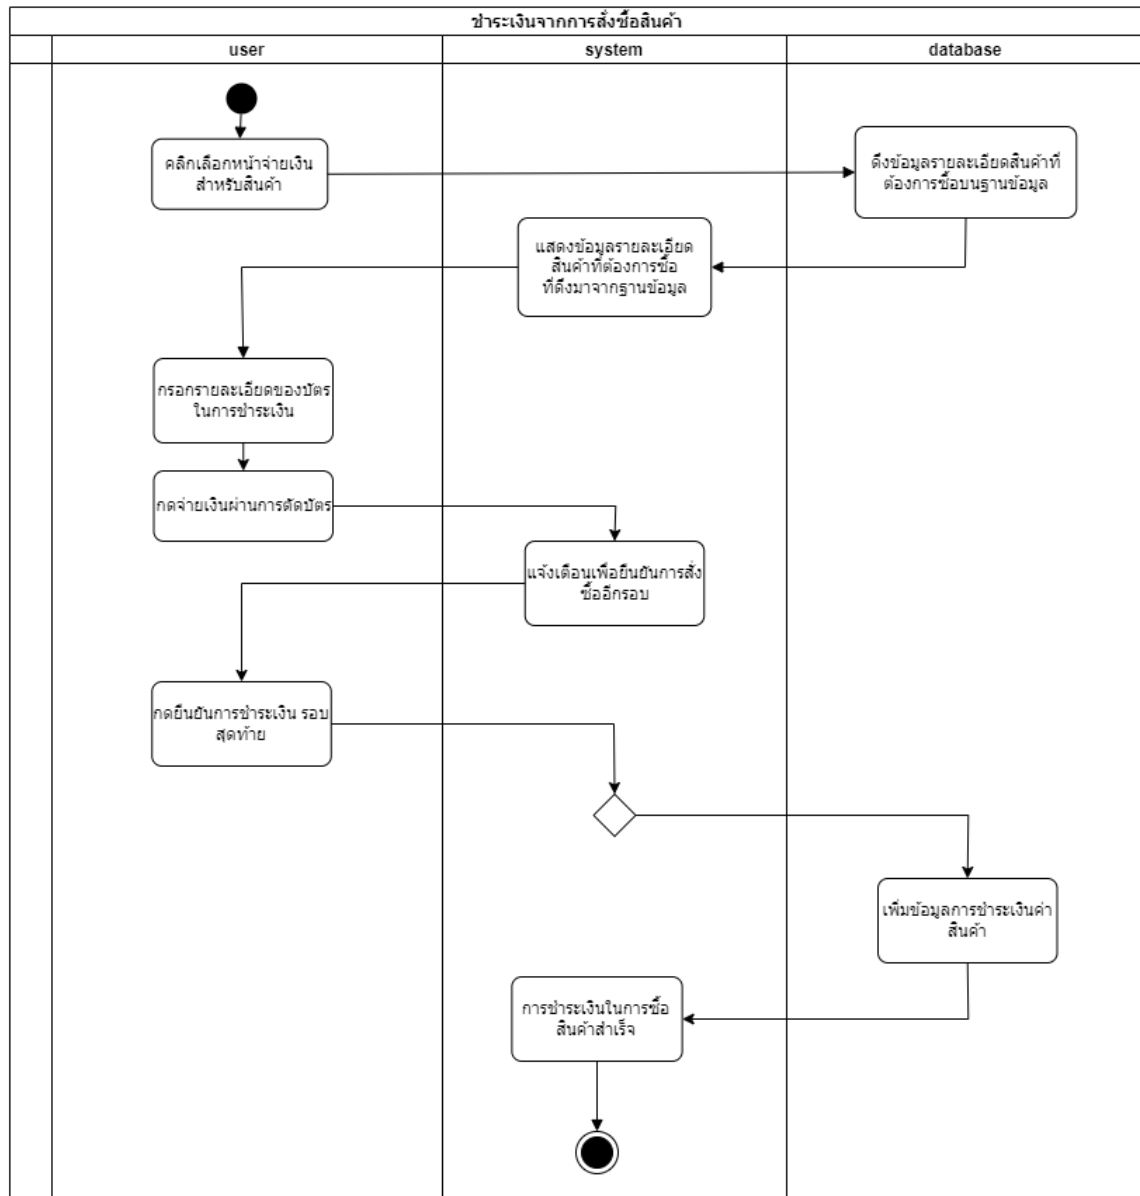 ชำระเงินจากการสั่งซื้อสินค้า
user
system
database
คลิกเลือกหน้าจ่ายเงิน
สำหรับสินค้า
ดึงข้อมูลรายละเอียดสินค้าที่
ต้องการซื้อบนฐานข้อมูล
แสดงข้อมูลรายละเอียด
สินค้าที่ต้องการซื้อ
ที่ดึงมาจากฐานข้อมูล
กรอกรายละเอียดของบัตร
ในการชำระเงิน
กดจ่ายเงินผ่านการตัดบัตร
แจ้งเตือนเพื่อยืนยันการสั่ง
ซื้ออีกรอบ
กดยืนยันการชำระเงิน รอบ
สุดท้าย
เพิ่มข้อมูลการชำระเงินค่า
สินค้า
การชำระเงินในการซื้อ
สินค้าสำเร็จ